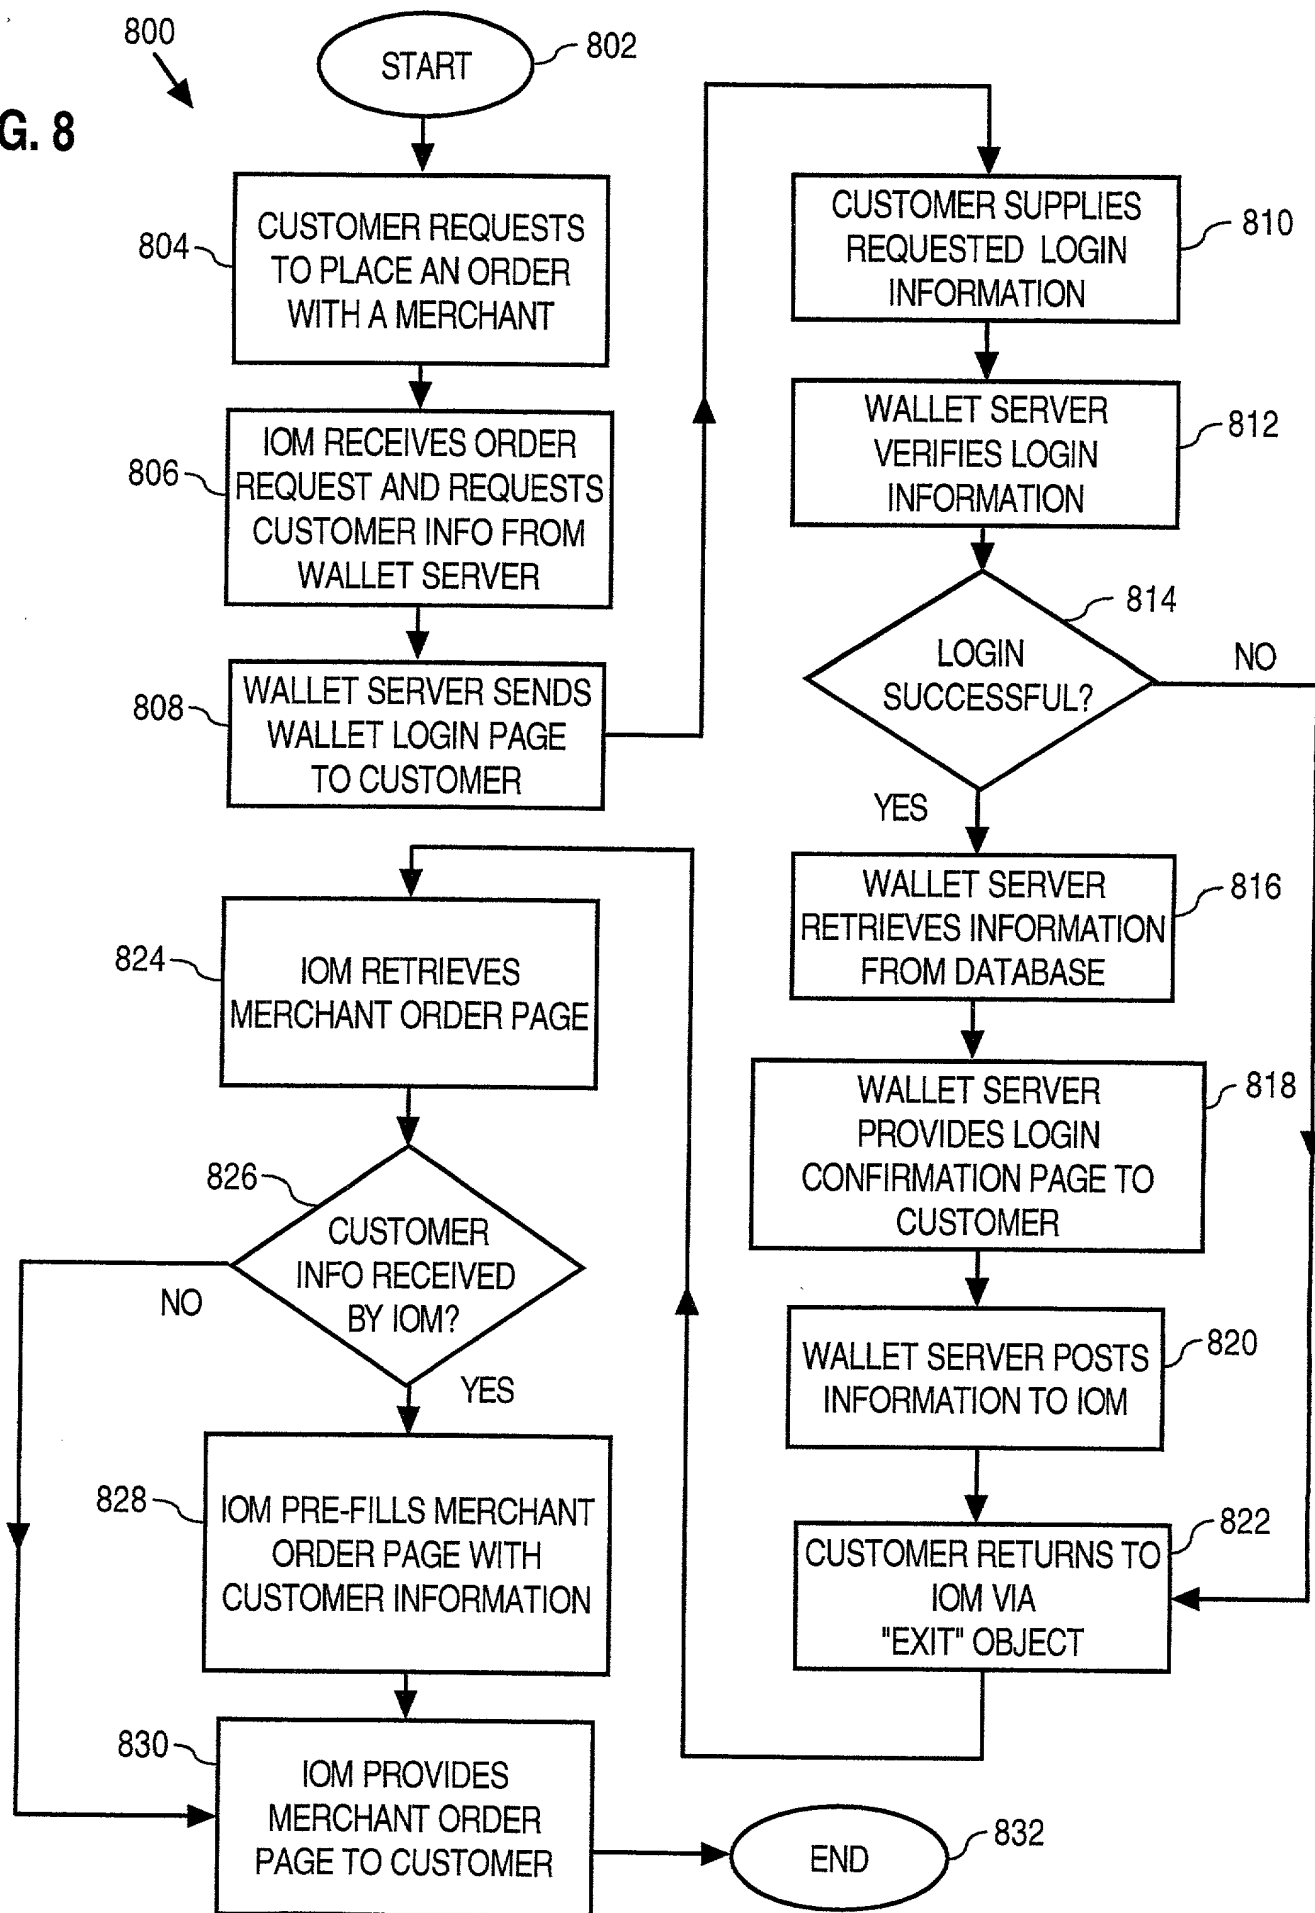 800
G. 8
START
802
804
CUSTOMER REQUESTS
TO PLACE AN ORDER
WITH A MERCHANT
806
IOM RECEIVES ORDER
REQUEST AND REQUESTS
CUSTOMER INFO FROM
WALLET SERVER
808
WALLET SERVER SENDS
WALLET LOGIN PAGE
TO CUSTOMER
CUSTOMER SUPPLIES
REQUESTED LOGIN
INFORMATION
810
WALLET SERVER
VERIFIES LOGIN
INFORMATION
812
LOGIN
SUCCESSFUL?
814
NO
YES
WALLET SERVER
RETRIEVES INFORMATION
FROM DATABASE
816
WALLET SERVER
PROVIDES LOGIN
CONFIRMATION PAGE TO
CUSTOMER
818
WALLET SERVER POSTS
INFORMATION TO IOM
820
CUSTOMER RETURNS TO
IOM VIA
"EXIT" OBJECT
822
824
IOM RETRIEVES
MERCHANT ORDER PAGE
826
CUSTOMER
INFO RECEIVED
BY IOM?
NO
YES
828
IOM PRE-FILLS MERCHANT
ORDER PAGE WITH
CUSTOMER INFORMATION
830
IOM PROVIDES
MERCHANT ORDER
PAGE TO CUSTOMER
END
832